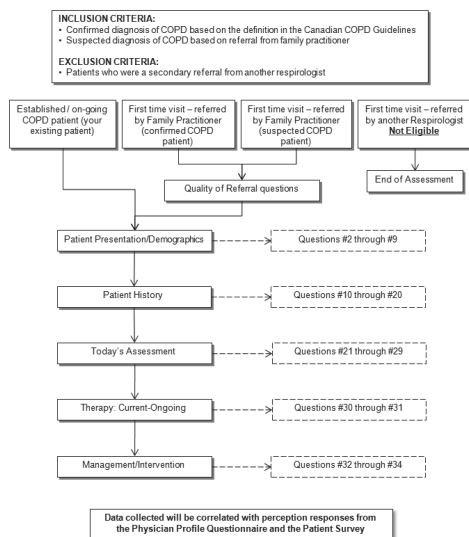 INCLUSION CRITERIA:
• Confirmed diagnosis of COPD based on the definition in the Canadian COPD Guidelines
• Suspected diagnosis of COPD based on referral from family practitioner
EXCLUSION CRITERIA:
• Patients who were a secondary referral from another respirologist
Established / on-going
COPD patient (your
existing patient)
First time visit – referred
by Family Practitioner
(confirmed COPD
patient)
First time visit – referred
by Family Practitioner
(suspected COPD
patient)
First time visit – referred
by another Respirologist
Not Eligible
Quality of Referral questions
End of Assessment
Patient Presentation/Demographics
Questions #2 through #9
Patient History
Questions #10 through #20
Today's Assessment
Questions #21 through #29
Therapy: Current-Ongoing
Questions #30 through #31
Management/Intervention
Questions #32 through #34
Data collected will be correlated with perception responses from
the Physician Profile Questionnaire and the Patient Survey